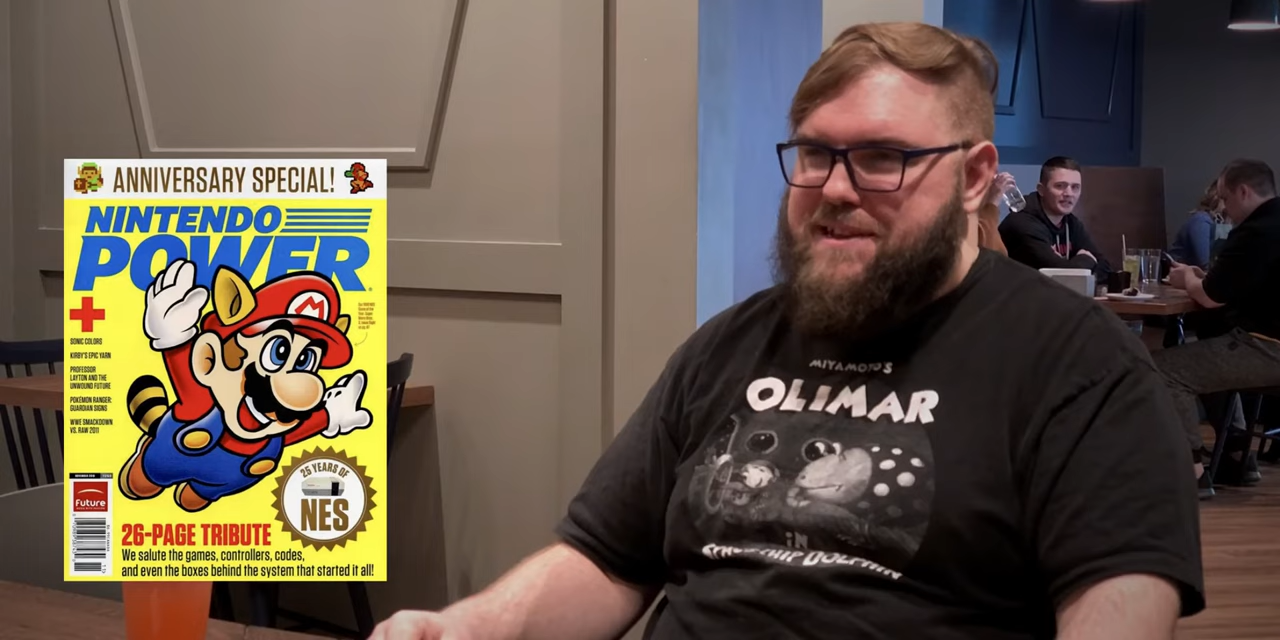 ANNIVERSARY SPECIAL!
NINTENDO
POWER
SONIC COLORS
KIRBY'S EPIC YARN
PROFESSOR
LAYTON AND THE
UNWOUND FUTURE
POKÉMON RANGER:
GUARDIAN SIGNS
WWE SMACKDOWN
VS. RAW 2011
M
25 YEARS OF
NES
Future
26-PAGE TRIBUTE
We salute the games, controllers, codes,
and even the boxes behind the system that started it all!
MIYAMOTO'S
OLIMAR
IN